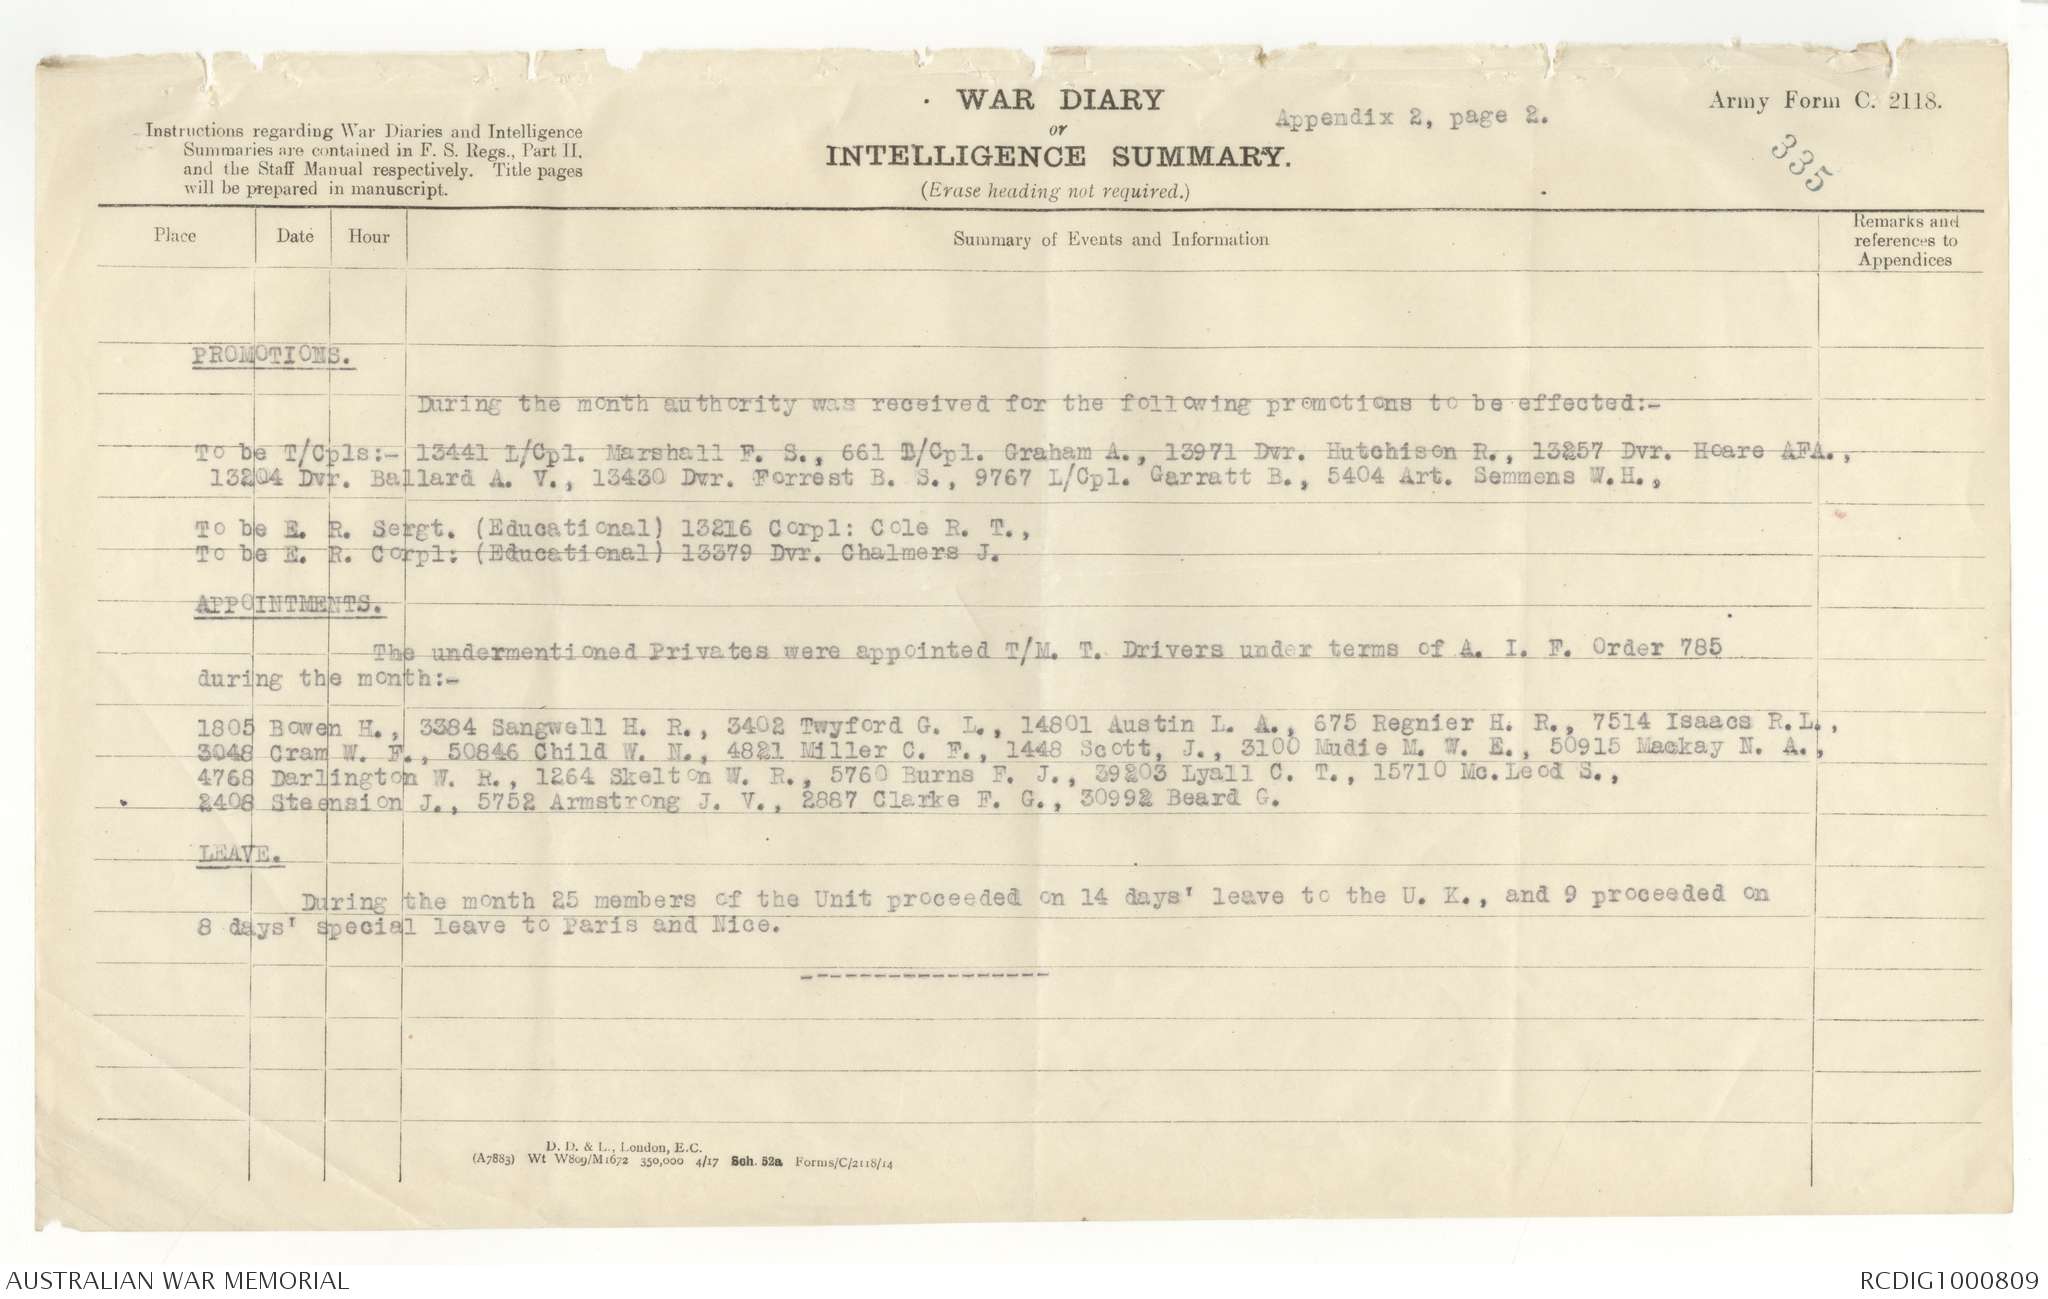 WAR DIARY
or
INTELLIGENCE SUMMARY.
(Erase heading not required.)
Appendix 2, page 2.
Army Form C. 2118.
335
Instructions regarding War Diaries and Intelligence
Summaries are contained in F. S. Regs., Part II.
and the Staff Manual respectively. Title pages
will be prepared in manuscript.
Place
Date
Hour
Summary of Events and Information
Remarks and
references to
Appendices
PROMOTIONS.
During the month authority was received for the following promotions to be effected:-
To be T/Cpls:- 13441 L/Cpl. Marshall F. S., 661 T/Cpl. Graham A., 13971 Dvr. Hutchison R., 13257 Dvr. Hoare AFA.,
13204 Dvr. Ballard A. V., 13430 Dvr. Forrest B. S., 9767 L/Cpl. Garratt B., 5404 Art. Semmens W.H.,
To be E. R. Sergt. (Educational) 13216 Corpl: Cole R. T.,
To be E. R. Corpl: (Educational) 13379 Dvr. Chalmers J.
APPOINTMENTS.
The undermentioned Privates were appointed T/M. T. Drivers under terms of A. I. F. Order 785
during the month:-
1805 Bowen H., 3384 Sangwell H. R., 3402 Twyford G. L., 14801 Austin L. A., 675 Regnier H. R., 7514 Isaacs R.L.,
3048 Cram W. F., 50846 Child W. N., 4821 Miller C. F., 1448 Scott, J., 3100 Mudie M. W. E., 50915 Mackay N. A.,
4768 Darlington W. R., 1264 Skelton W. R., 5760 Burns F. J., 39203 Lyall C. T., 15710 Mc.Leod S.,
2408 Steension J., 5752 Armstrong J. V., 2887 Clarke F. G., 30992 Beard G.
LEAVE.
During the month 25 members of the Unit proceeded on 14 days' leave to the U. K., and 9 proceeded on
8 days' special leave to Paris and Nice.
-----------------
D. D. & L., London, E.C.
(A7883) Wt W809/M1672 350,000 4/17 Sch. 52a Forms/C/2118/14
AUSTRALIAN WAR MEMORIAL
RCDIG1000809